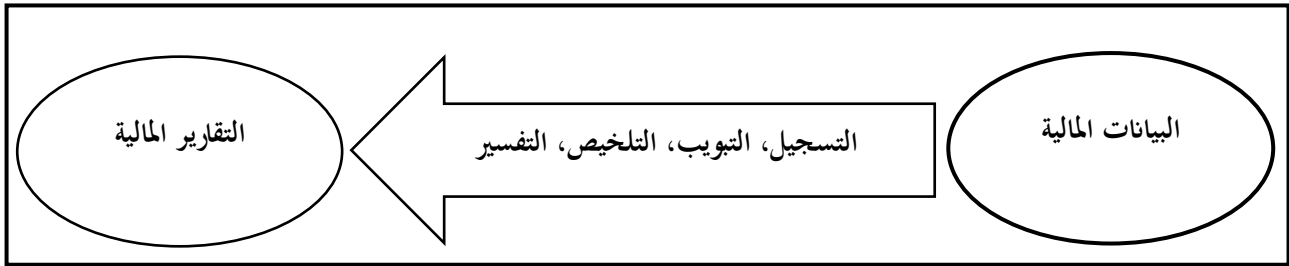 البيانات المالية
التسجيل، التبويب، التلخيص، التفسير
التقارير المالية